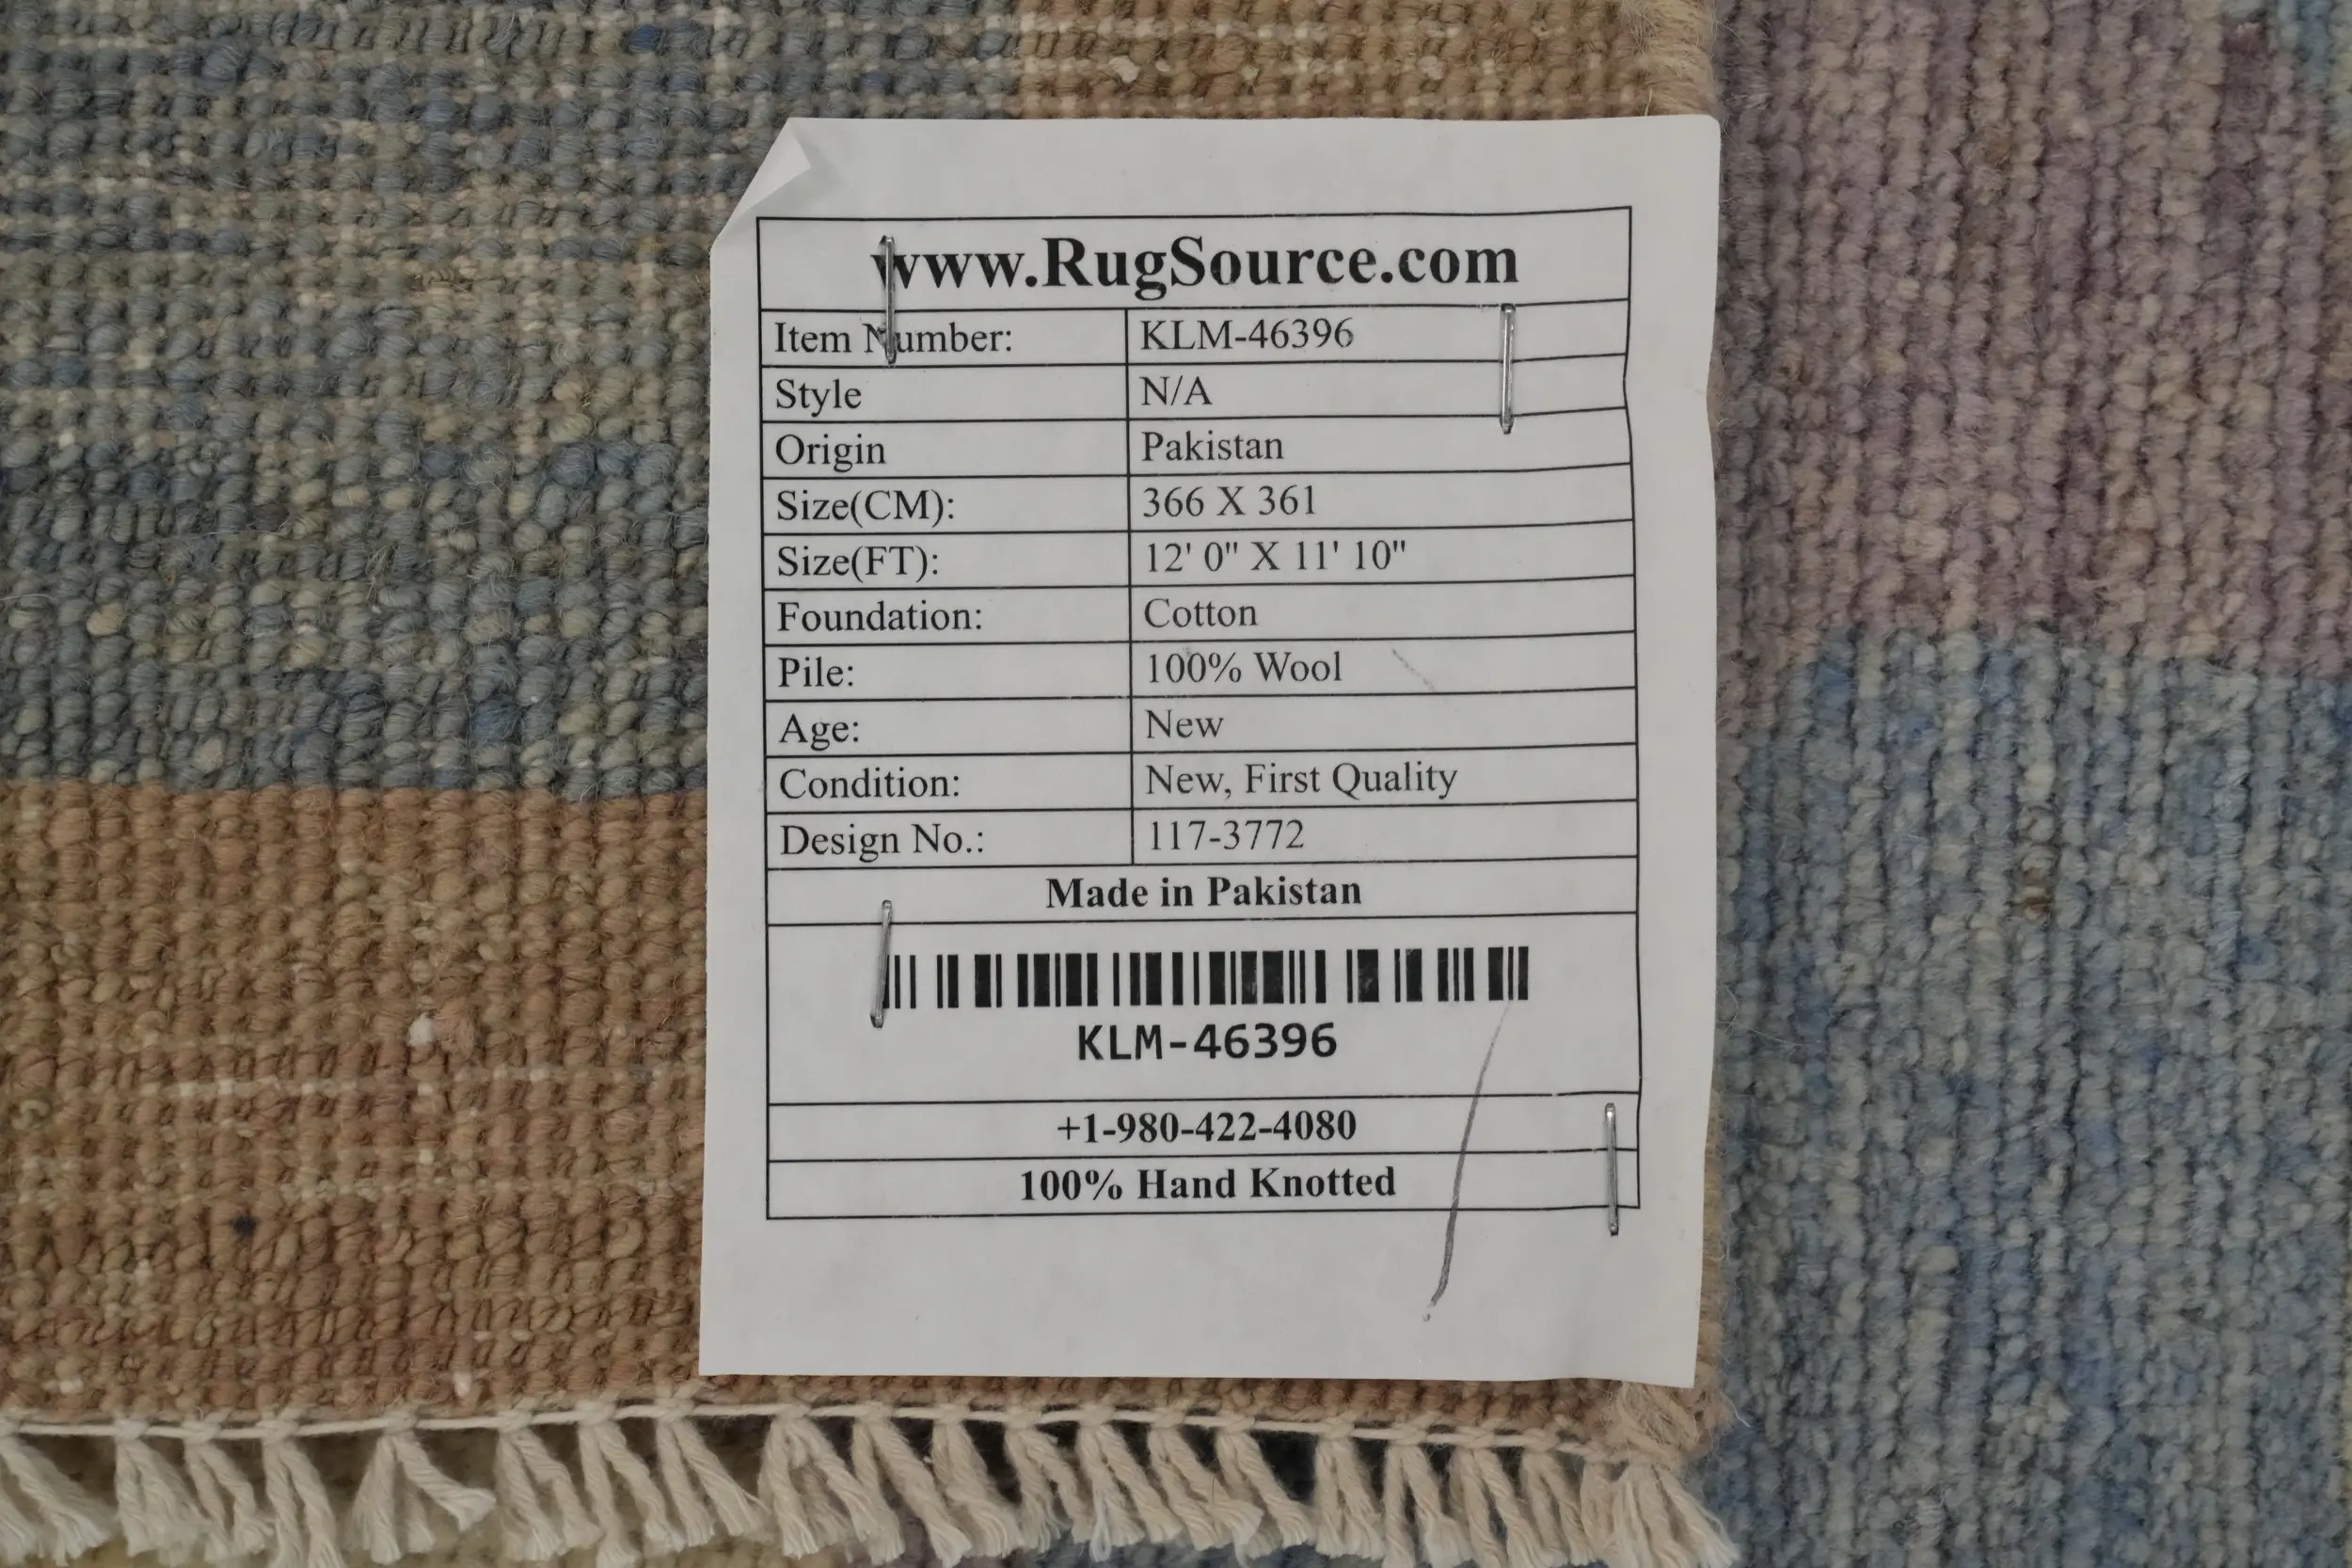 www.RugSource.com
Item Number: KLM-46396
Style N/A
Origin Pakistan
Size(CM): 366 X 361
Size(FT): 12' 0" X 11' 10"
Foundation: Cotton
Pile: 100% Wool
Age: New
Condition: New, First Quality
Design No.: 117-3772
Made in Pakistan
KLM-46396
+1-980-422-4080
100% Hand Knotted